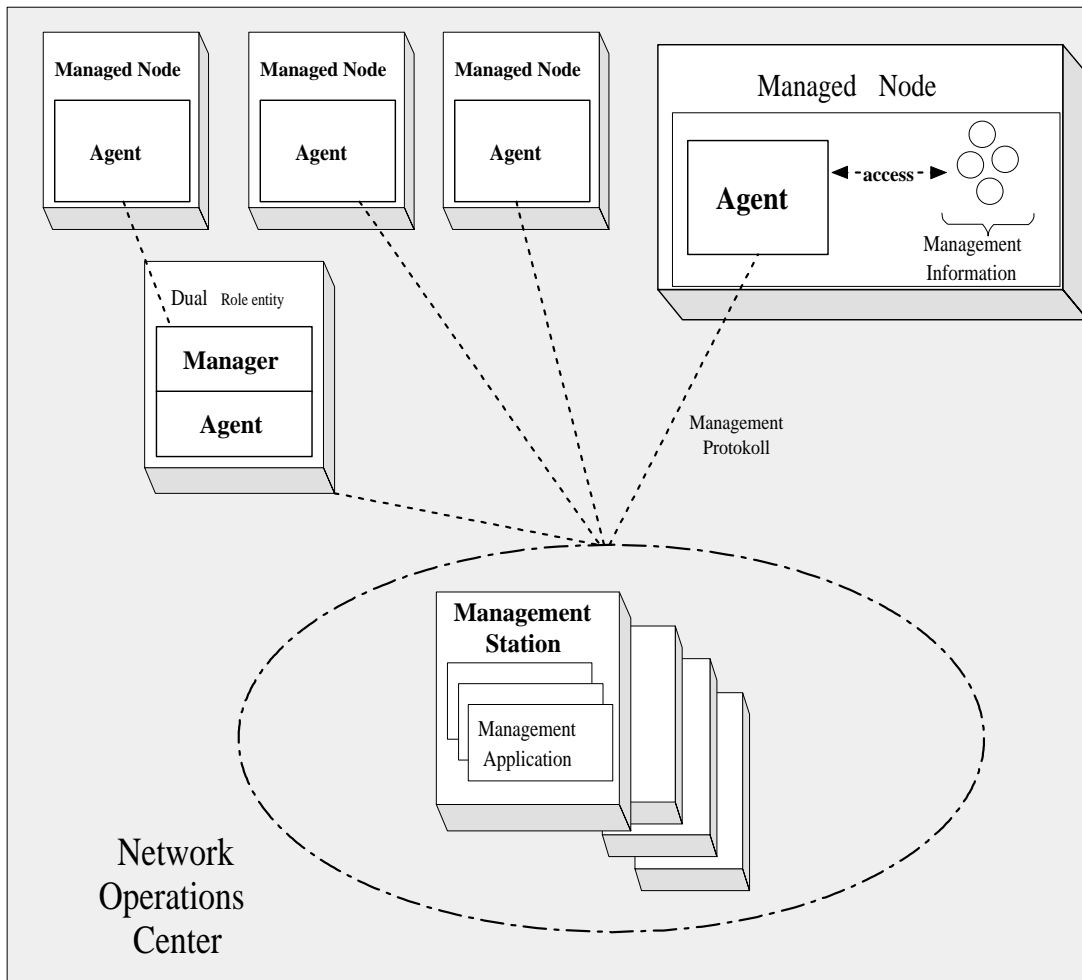 Managed Node
Agent
Managed Node
Agent
Managed Node
Agent
Managed Node
Agent
access
Management
Information
Dual Role entity
Manager
Agent
Management
Protokoll
Management
Station
Management
Application
Network
Operations
Center